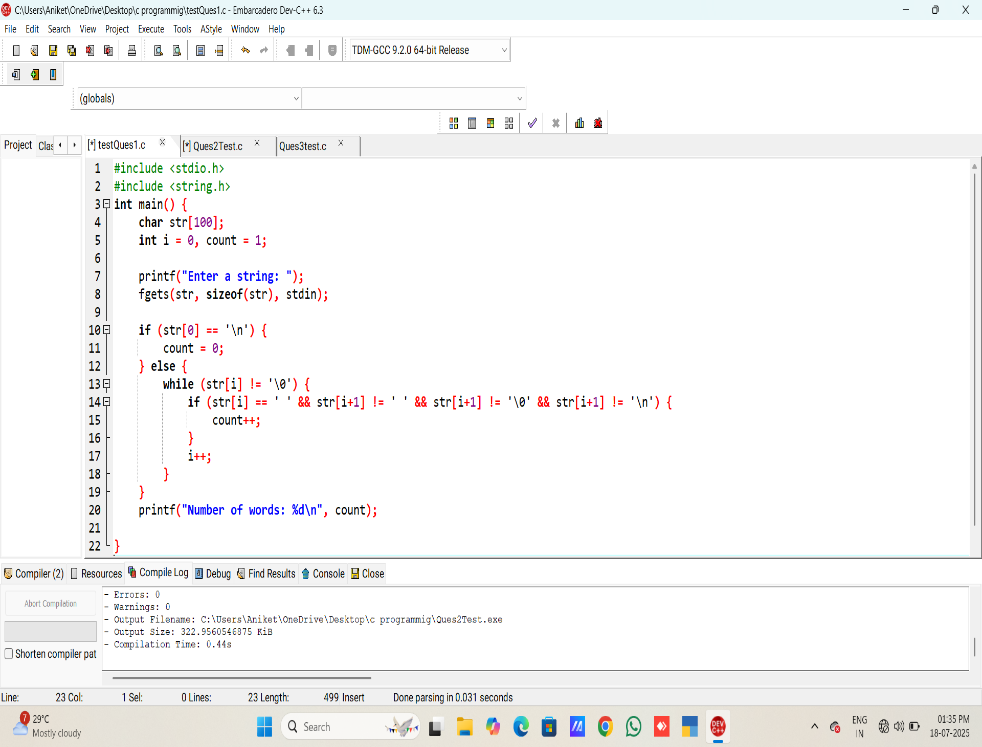 C:\Users\Aniket\OneDrive\Desktop\c programmig\testQues1.c - Embarcadero Dev-C++ 6.3
File Edit Search View Project Execute Tools AStyle Window Help
TDM-GCC 9.2.0 64-bit Release
(globals)
Project Clas [*] testQues1.c [*] Ques2Test.c Ques3test.c
1 #include <stdio.h>
2 #include <string.h>
3 int main() {
4 char str[100];
5 int i = 0, count = 1;
6
7 printf("Enter a string: ");
8 fgets(str, sizeof(str), stdin);
9
10 if (str[0] == '\n') {
11 count = 0;
12 } else {
13 while (str[i] != '\0') {
14 if (str[i] == ' ' && str[i+1] != ' ' && str[i+1] != '\0' && str[i+1] != '\n') {
15 count++;
16 }
17 i++;
18 }
19 }
20 printf("Number of words: %d\n", count);
21
22 }
Compiler (2) Resources Compile Log Debug Find Results Console Close
Abort Compilation
Shorten compiler pat
- Errors: 0
- Warnings: 0
- Output Filename: C:\Users\Aniket\OneDrive\Desktop\c programmig\Ques2Test.exe
- Output Size: 322.9560546875 KiB
- Compilation Time: 0.44s
Line: 23 Col: 1 Sel: 0 Lines: 23 Length: 499 Insert Done parsing in 0.031 seconds
7
29°C
Mostly cloudy
Search
DEV C++
ENG
IN
01:35 PM
18-07-2025